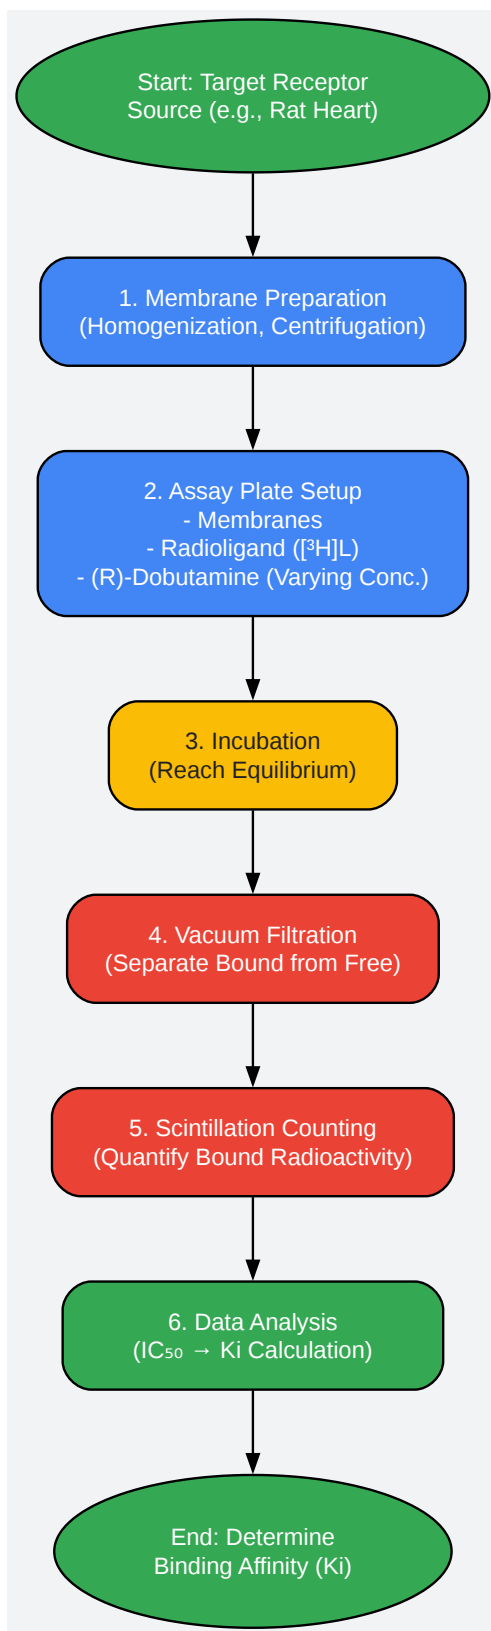 Start: Target Receptor
Source (e.g., Rat Heart)
1. Membrane Preparation
(Homogenization, Centrifugation)
2. Assay Plate Setup
- Membranes
- Radioligand ([³H]L)
- (R)-Dobutamine (Varying Conc.)
3. Incubation
(Reach Equilibrium)
4. Vacuum Filtration
(Separate Bound from Free)
5. Scintillation Counting
(Quantify Bound Radioactivity)
6. Data Analysis
(IC₅₀ → Ki Calculation)
End: Determine
Binding Affinity (Ki)